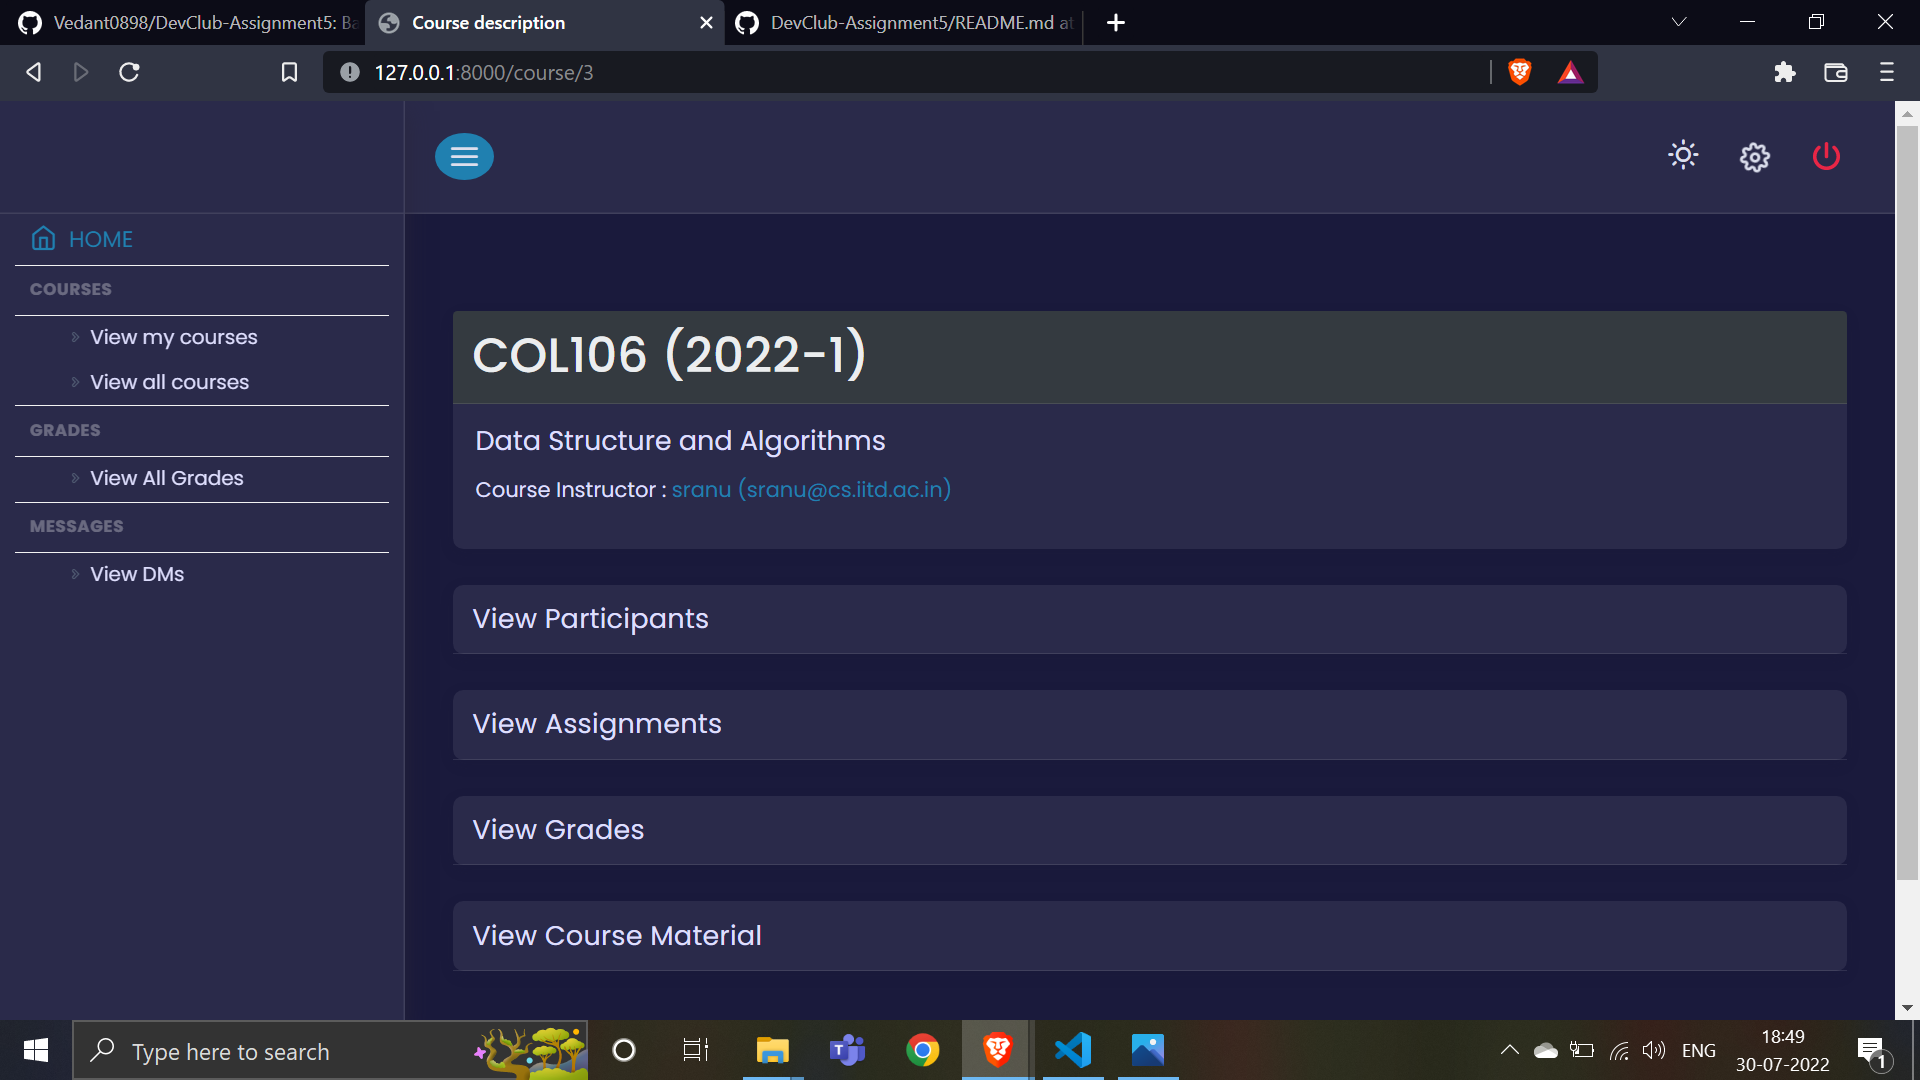 Vedant0898/DevClub-Assignment5: Ba
Course description
DevClub-Assignment5/README.md at
127.0.0.1:8000/course/3
HOME
COURSES
View my courses
View all courses
GRADES
View All Grades
MESSAGES
View DMs
COL106 (2022-1)
Data Structure and Algorithms
Course Instructor : sranu (sranu@cs.iitd.ac.in)
View Participants
View Assignments
View Grades
View Course Material
Type here to search
ENG
18:49
30-07-2022
1